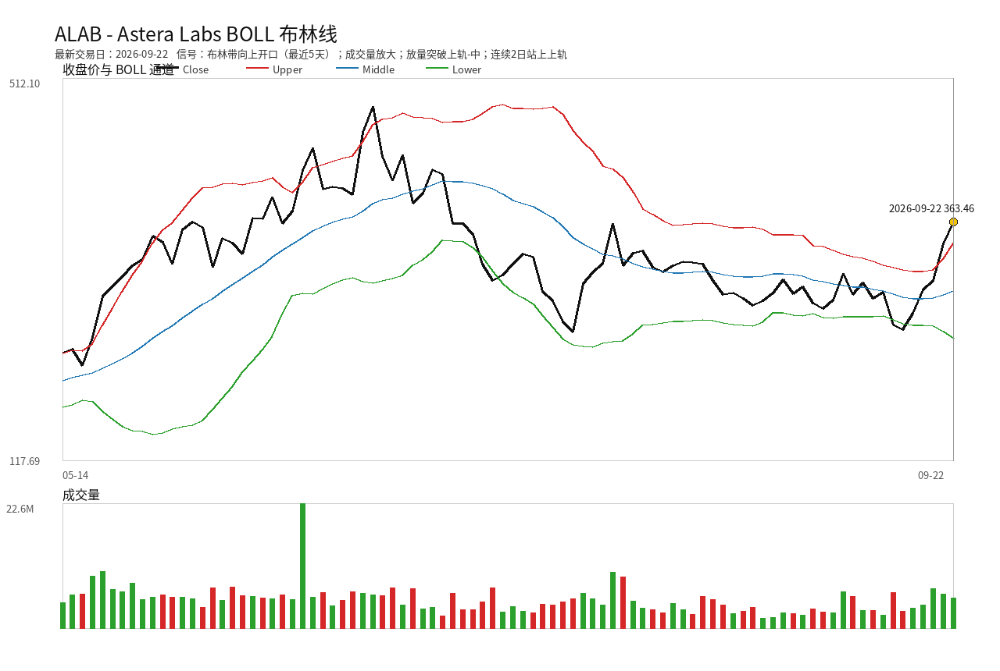 ALAB - Astera Labs BOLL 布林线
最新交易日：2026-09-22 信号：布林带向上开口（最近5天）；成交量放大；放量突破上轨-中；连续2日站上上轨
收盘价与 BOLL 通道 Close Upper Middle Lower
512.10
2026-09-22 363.46
117.69
05-14 09-22
成交量
22.6M